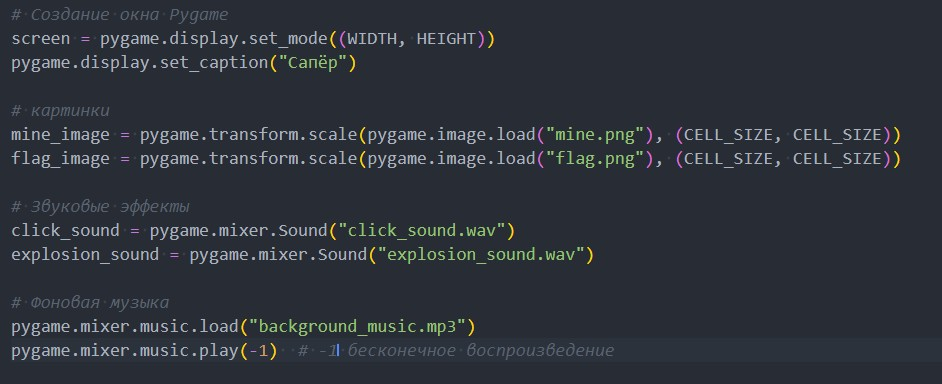 # Создание окна Pygame
screen = pygame.display.set_mode((WIDTH, HEIGHT))
pygame.display.set_caption("Сапёр")
# картинки
mine_image = pygame.transform.scale(pygame.image.load("mine.png"), (CELL_SIZE, CELL_SIZE))
flag_image = pygame.transform.scale(pygame.image.load("flag.png"), (CELL_SIZE, CELL_SIZE))
# Звуковые эффекты
click_sound = pygame.mixer.Sound("click_sound.wav")
explosion_sound = pygame.mixer.Sound("explosion_sound.wav")
# Фоновая музыка
pygame.mixer.music.load("background_music.mp3")
pygame.mixer.music.play(-1)  # -1 бесконечное воспроизведение